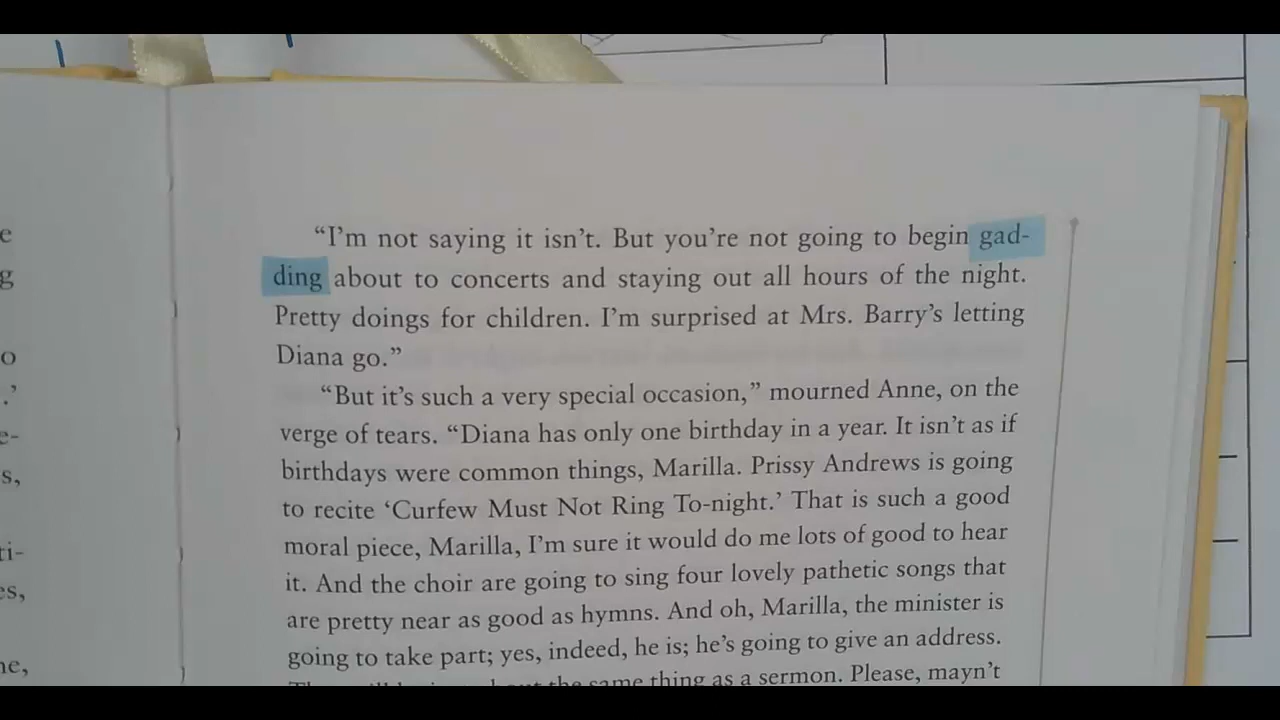 e
g
o
.’
e-
s,
ti-
es,
ne,
“I’m not saying it isn’t. But you’re not going to begin gad-
ding about to concerts and staying out all hours of the night.
Pretty doings for children. I’m surprised at Mrs. Barry’s letting
Diana go.”
“But it’s such a very special occasion,” mourned Anne, on the
verge of tears. “Diana has only one birthday in a year. It isn’t as if
birthdays were common things, Marilla. Prissy Andrews is going
to recite ‘Curfew Must Not Ring To-night.’ That is such a good
moral piece, Marilla, I’m sure it would do me lots of good to hear
it. And the choir are going to sing four lovely pathetic songs that
are pretty near as good as hymns. And oh, Marilla, the minister is
going to take part; yes, indeed, he is; he’s going to give an address.
the same thing as a sermon. Please, mayn’t